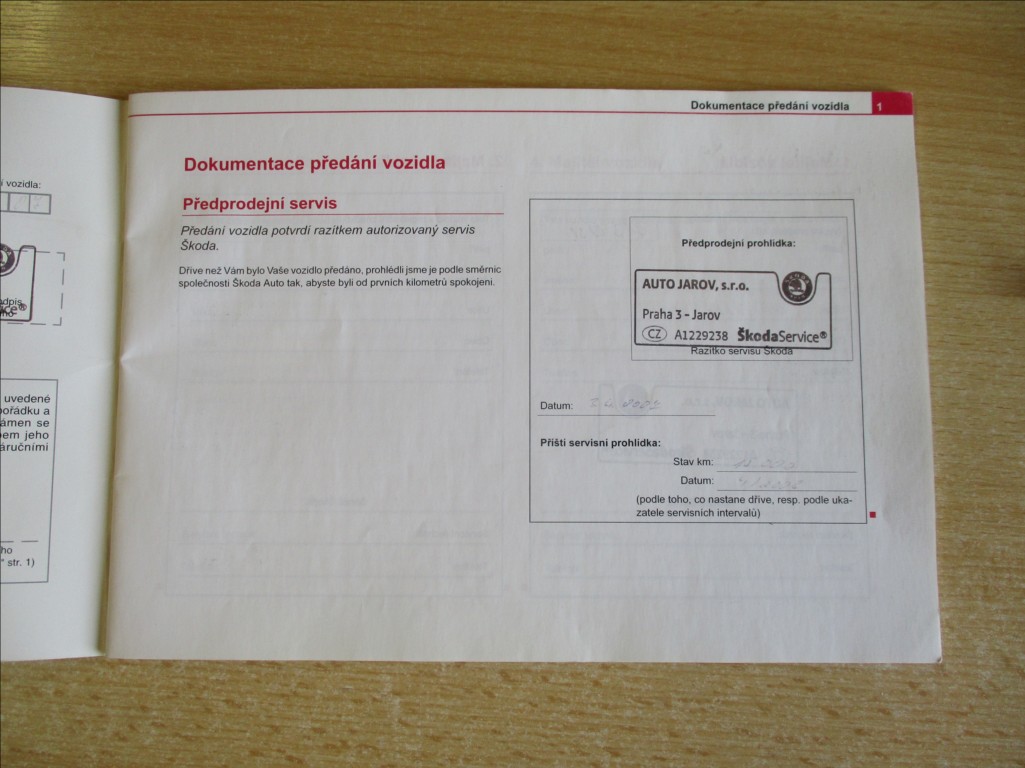 Dokumentace předání vozidla 1
í vozidla:
uvedené
pořádku a
ámen se
em jeho
áručními
ho
str. 1)
Dokumentace předání vozidla
Předprodejní servis
Předání vozidla potvrdí razítkem autorizovaný servis
Škoda.
Dříve než Vám bylo Vaše vozidlo předáno, prohlédli jsme je podle směrnic
společnosti Škoda Auto tak, abyste byli od prvních kilometrů spokojeni.
Předprodejní prohlídka:
AUTO JAROV, s.r.o.
Praha 3 - Jarov
CZ A1229238 ŠkodaService®
Razítko servisu Škoda
Datum:
Příští servisní prohlídka:
Stav km:
Datum:
(podle toho, co nastane dříve, resp. podle uka-
zatele servisních intervalů)